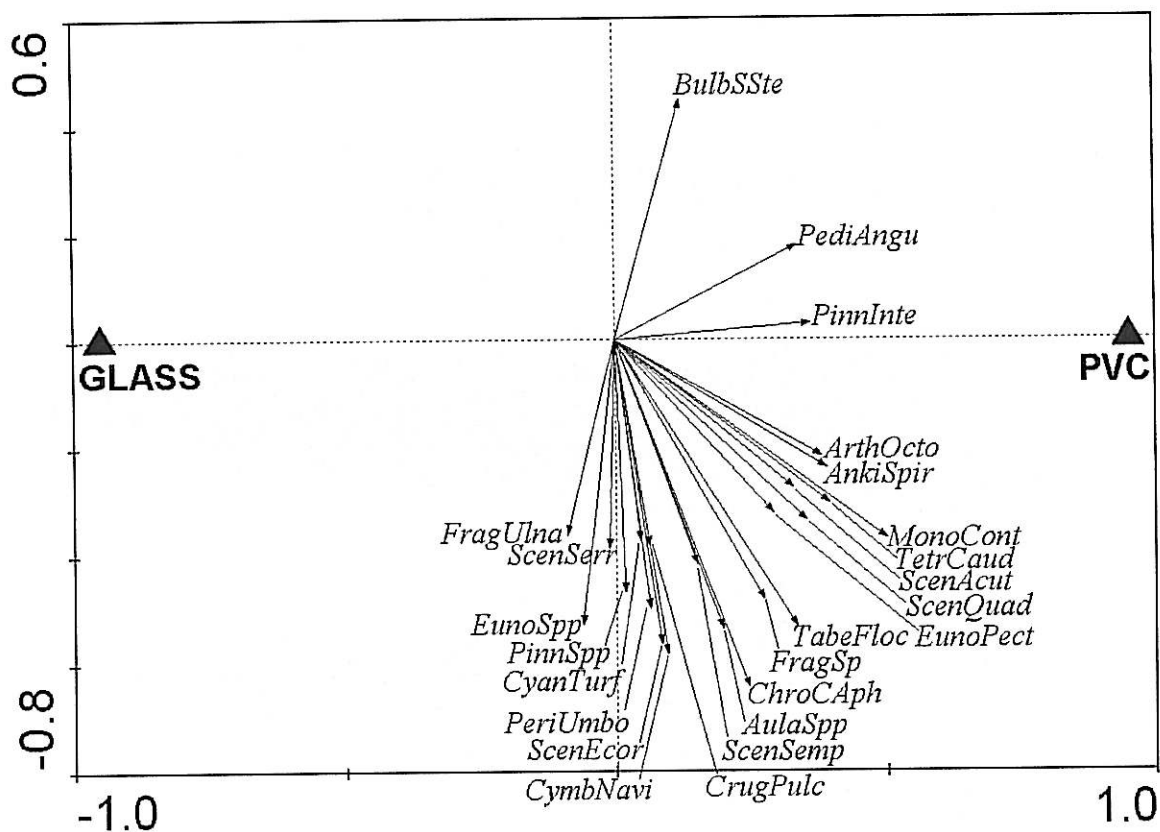 0.6
BulbSSte
PediAngu
PinnInte
GLASS
PVC
ArthOcto
AnkiSpir
FragUlna
MonoCont
ScenSerr
TetrCaud
ScenAcut
ScenQuad
EunoSpp
TabeFloc
EunoPect
PinnSpp
FragSp
CyanTurf
ChroCAph
PeriUmbo
AulaSpp
ScenEcor
ScenSemp
CymbNavi
CrugPulc
-0.8
-1.0
1.0